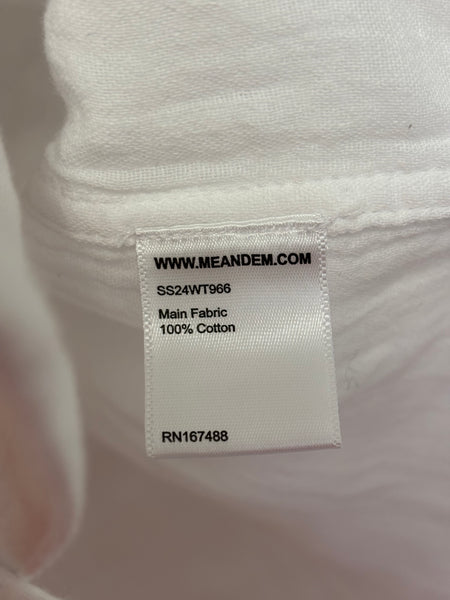 WWW.MEANDEM.COM
SS24WT966
Main Fabric
100% Cotton
RN167488